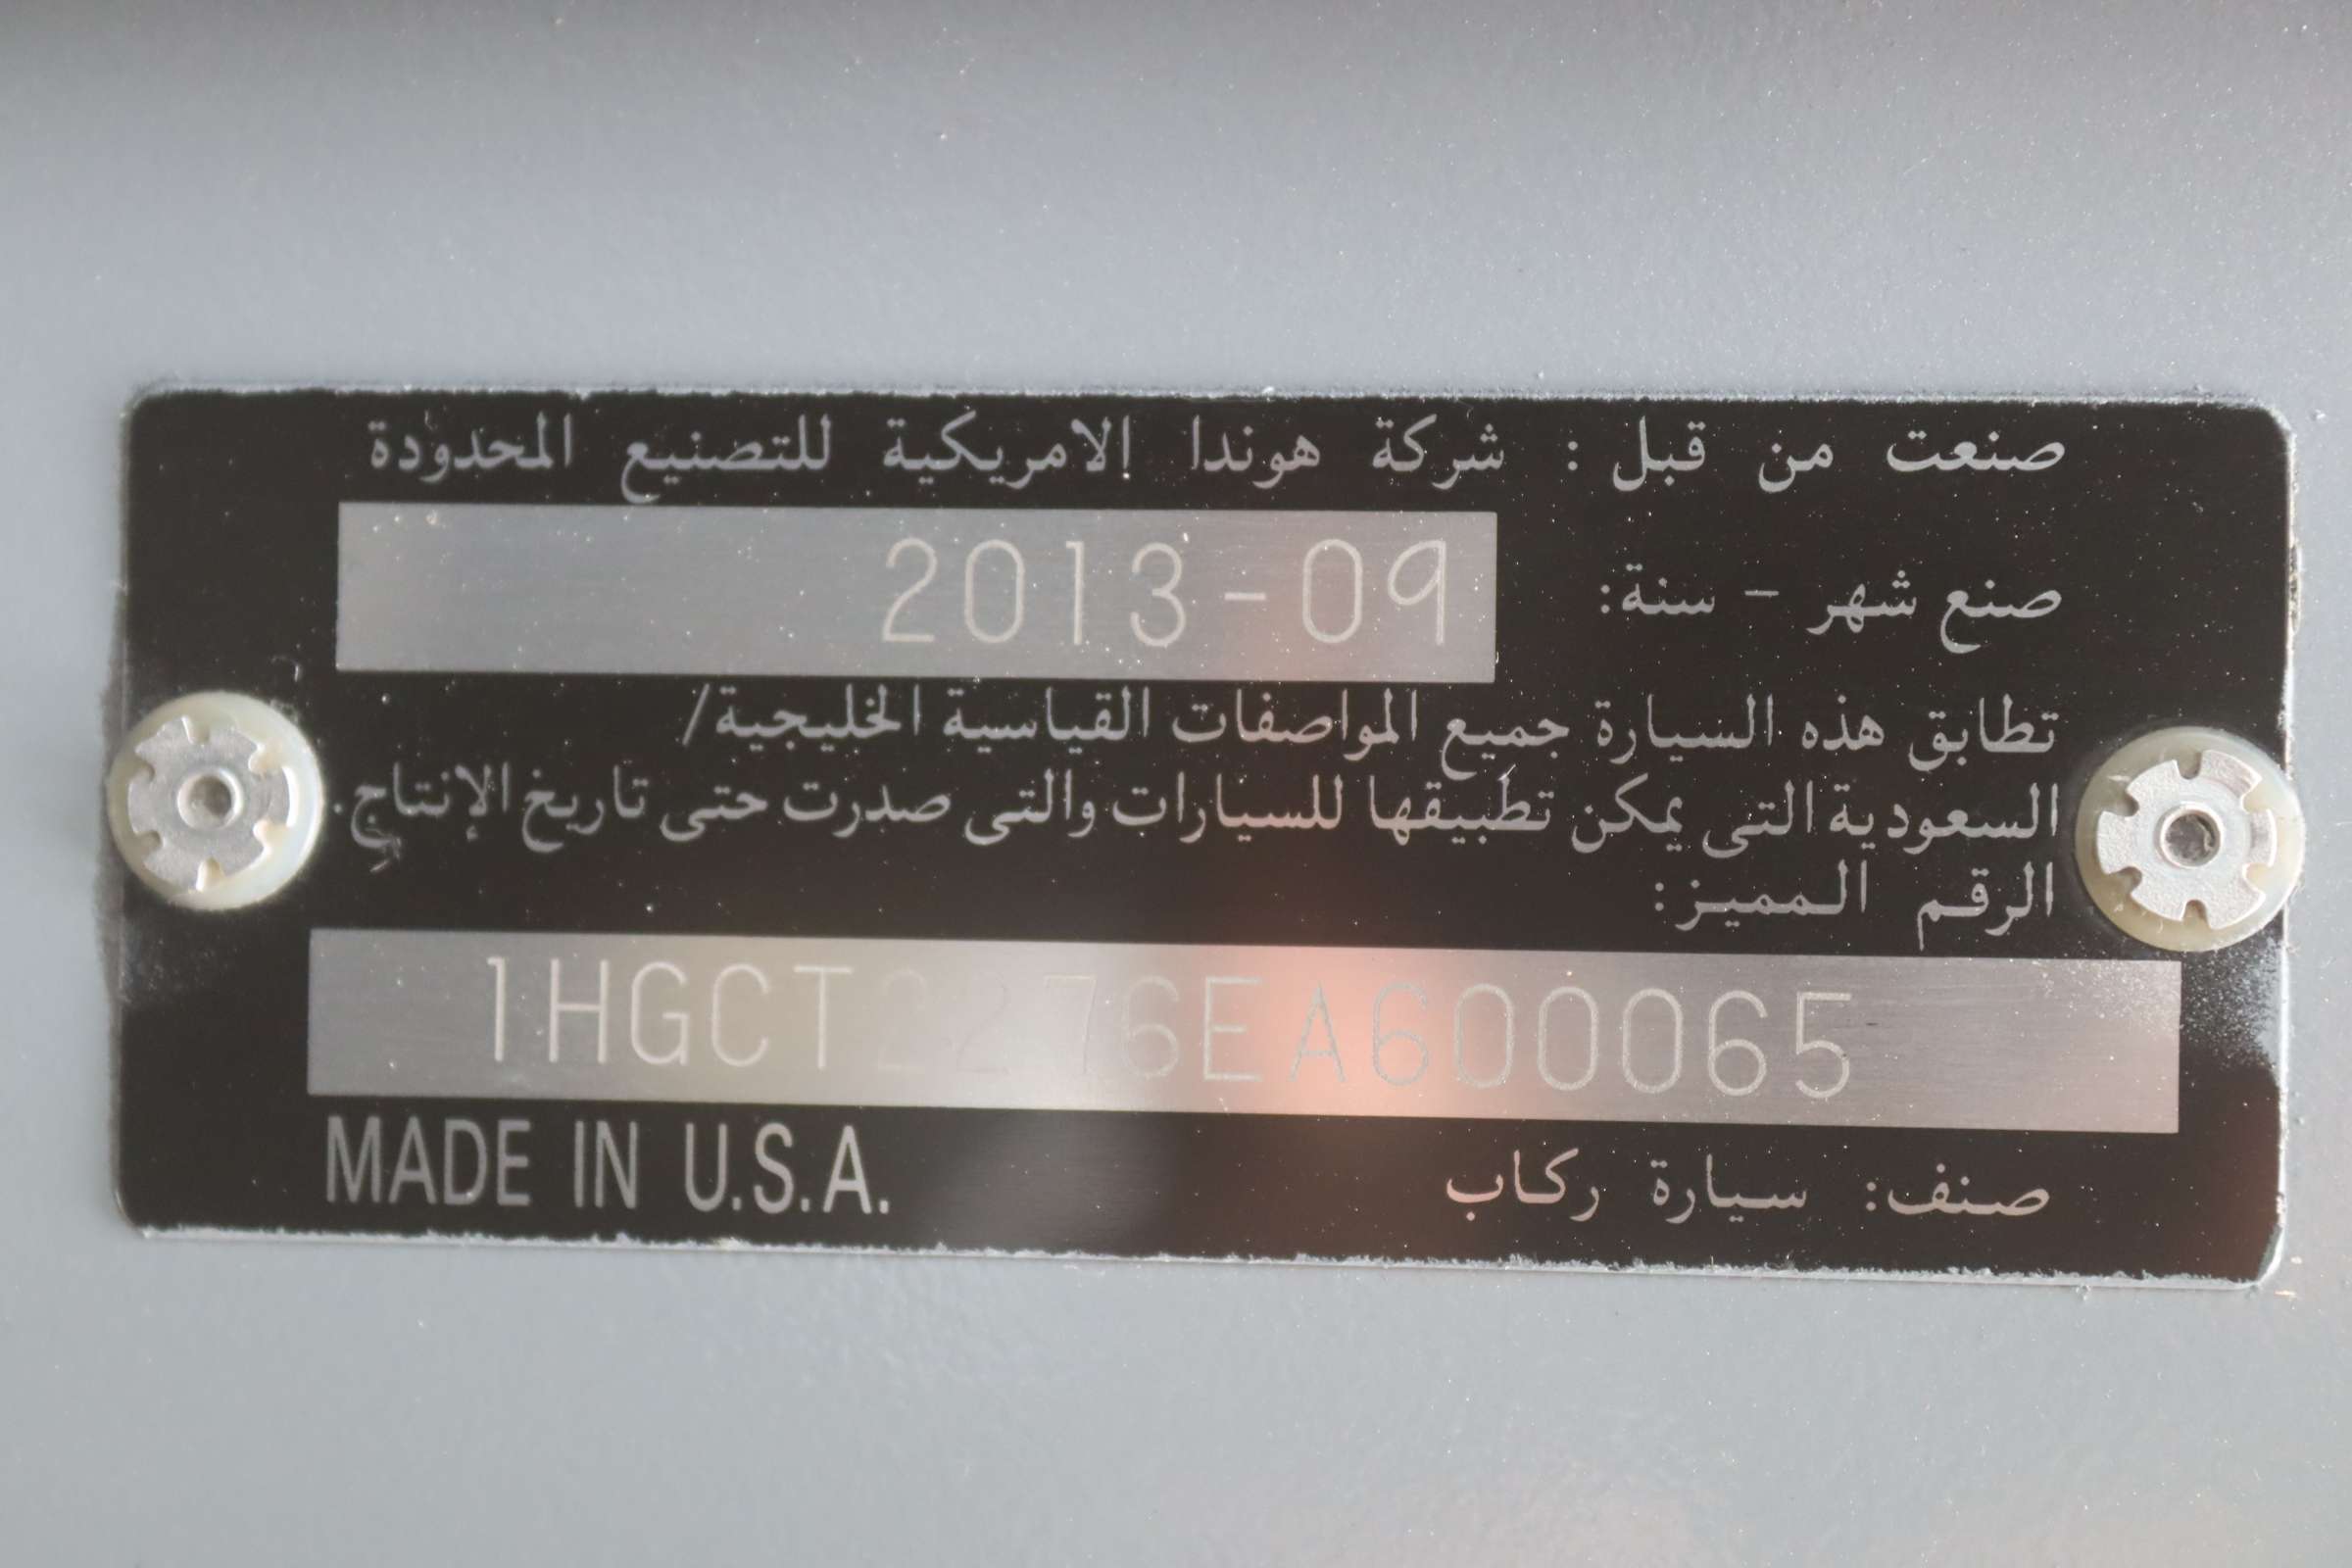 صنعت من قبل : شركة هوندا الامريكية للتصنيع المحدودة
صنع شهر - سنة: 2013-09
تطابق هذه السيارة جميع المواصفات القياسية الخليجية/
السعودية التى يمكن تطبيقها للسيارات والتى صدرت حتى تاريخ الإنتاج.
الرقم المميز:
1HGCT2276EA600065
صنف: سيارة ركاب
MADE IN U.S.A.